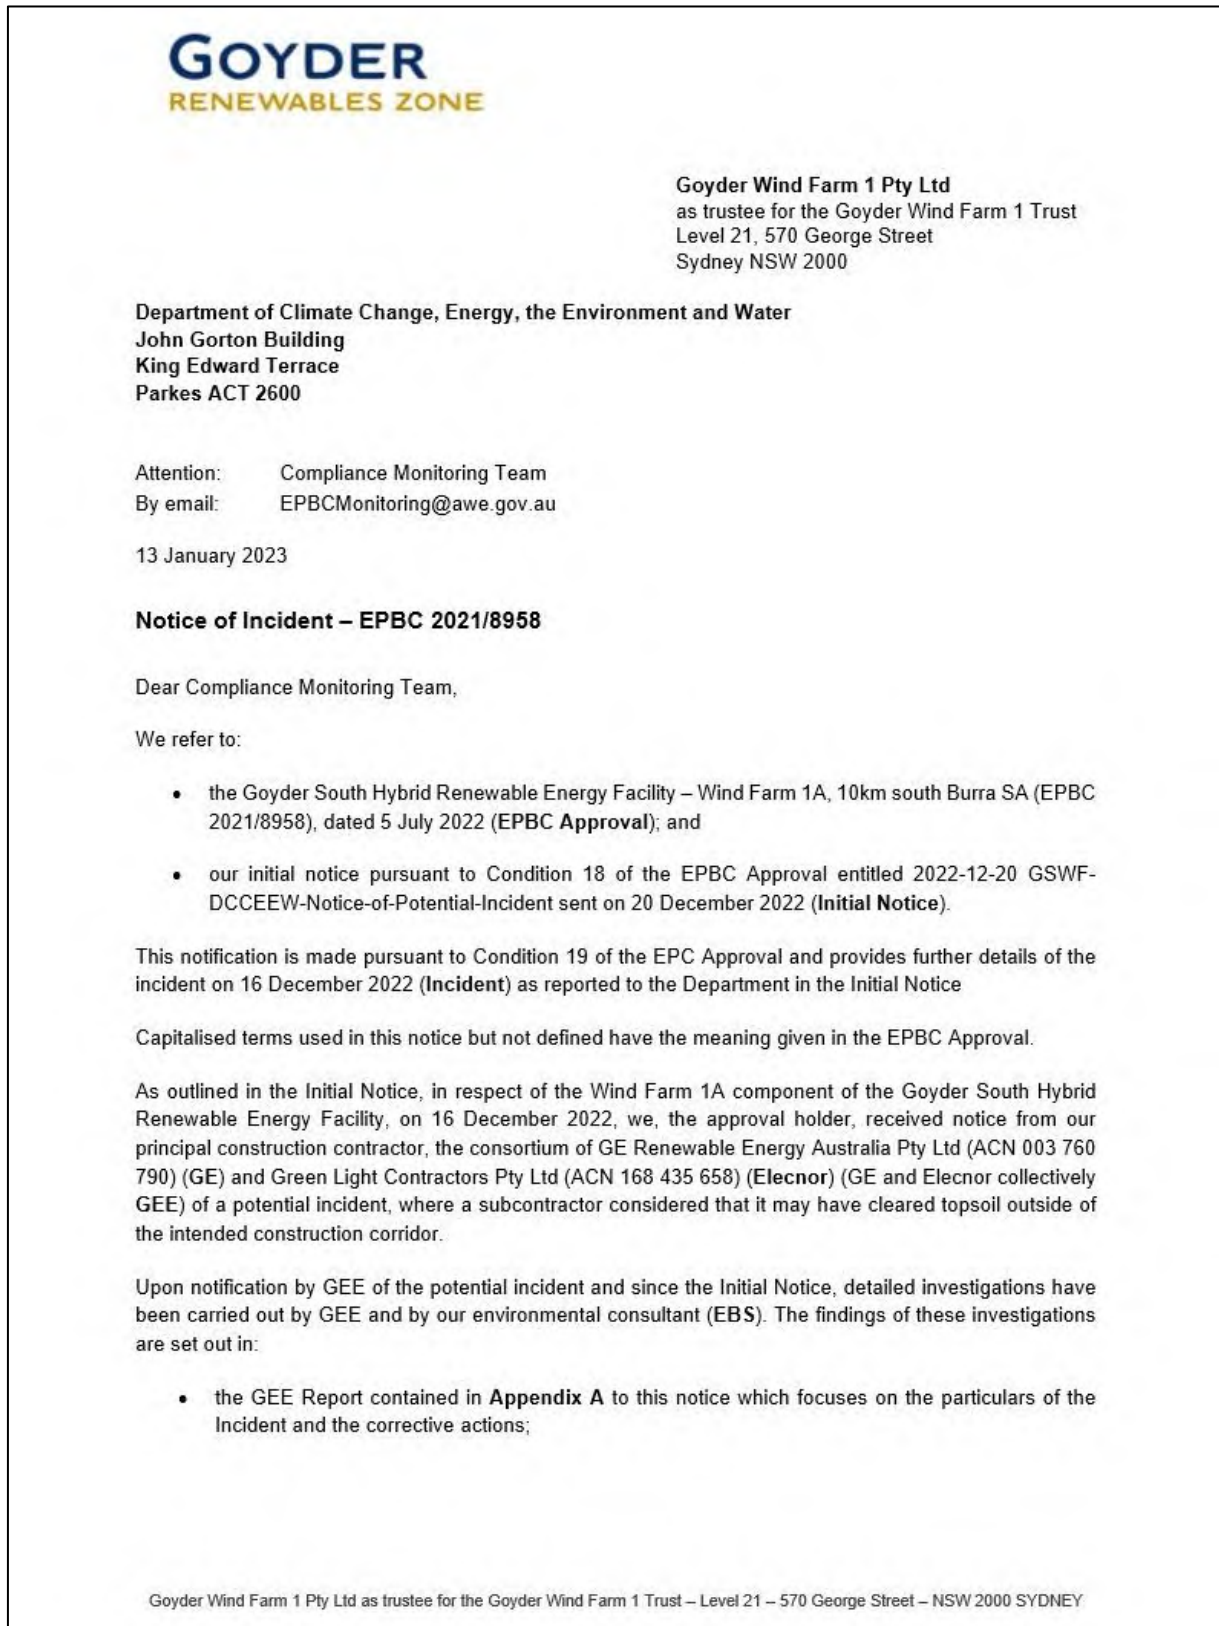 GOYDER
RENEWABLES ZONE
Goyder Wind Farm 1 Pty Ltd
as trustee for the Goyder Wind Farm 1 Trust
Level 21, 570 George Street
Sydney NSW 2000
Department of Climate Change, Energy, the Environment and Water
John Gorton Building
King Edward Terrace
Parkes ACT 2600
Attention: Compliance Monitoring Team
By email: EPBCMonitoring@awe.gov.au
13 January 2023
Notice of Incident – EPBC 2021/8958
Dear Compliance Monitoring Team,
We refer to:
• the Goyder South Hybrid Renewable Energy Facility – Wind Farm 1A, 10km south Burra SA (EPBC
2021/8958), dated 5 July 2022 (EPBC Approval); and
• our initial notice pursuant to Condition 18 of the EPBC Approval entitled 2022-12-20 GSWF-
DCCEEW-Notice-of-Potential-Incident sent on 20 December 2022 (Initial Notice).
This notification is made pursuant to Condition 19 of the EPC Approval and provides further details of the
incident on 16 December 2022 (Incident) as reported to the Department in the Initial Notice
Capitalised terms used in this notice but not defined have the meaning given in the EPBC Approval.
As outlined in the Initial Notice, in respect of the Wind Farm 1A component of the Goyder South Hybrid
Renewable Energy Facility, on 16 December 2022, we, the approval holder, received notice from our
principal construction contractor, the consortium of GE Renewable Energy Australia Pty Ltd (ACN 003 760
790) (GE) and Green Light Contractors Pty Ltd (ACN 168 435 658) (Elecnor) (GE and Elecnor collectively
GEE) of a potential incident, where a subcontractor considered that it may have cleared topsoil outside of
the intended construction corridor.
Upon notification by GEE of the potential incident and since the Initial Notice, detailed investigations have
been carried out by GEE and by our environmental consultant (EBS). The findings of these investigations
are set out in:
• the GEE Report contained in Appendix A to this notice which focuses on the particulars of the
Incident and the corrective actions;
Goyder Wind Farm 1 Pty Ltd as trustee for the Goyder Wind Farm 1 Trust – Level 21 – 570 George Street – NSW 2000 SYDNEY